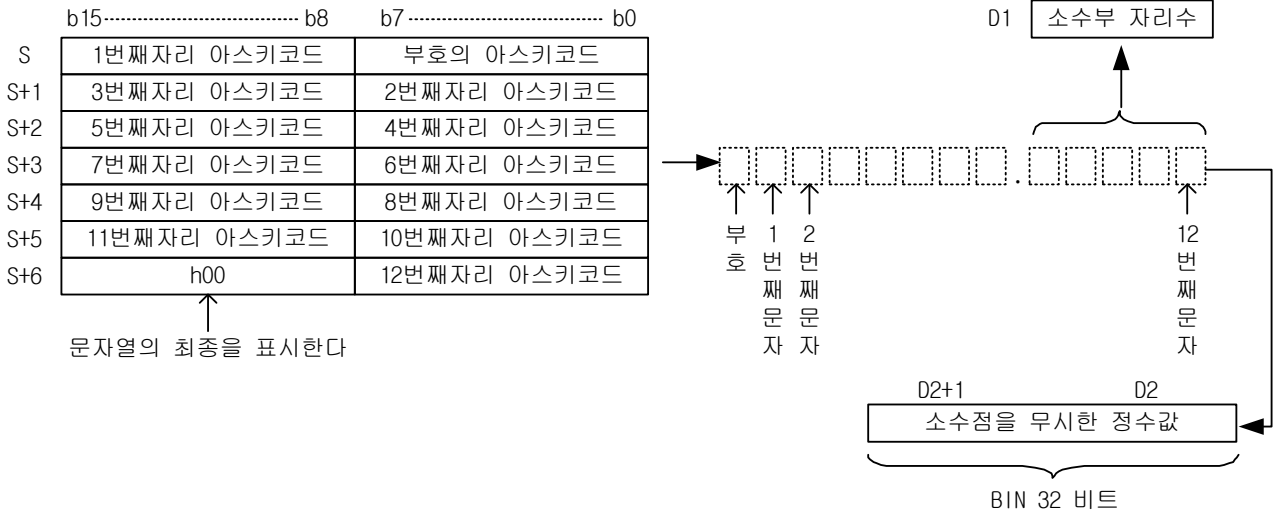 b15 b8 b7 b0
S 1번째자리 아스키코드 부호의 아스키코드
S+1 3번째자리 아스키코드 2번째자리 아스키코드
S+2 5번째자리 아스키코드 4번째자리 아스키코드
S+3 7번째자리 아스키코드 6번째자리 아스키코드
S+4 9번째자리 아스키코드 8번째자리 아스키코드
S+5 11번째자리 아스키코드 10번째자리 아스키코드
S+6 h00 12번째자리 아스키코드
문자열의 최종을 표시한다
D1 소수부 자리수
.
부호
1번째문자
2번째문자
12번째문자
D2+1 D2
소수점을 무시한 정수값
BIN 32 비트